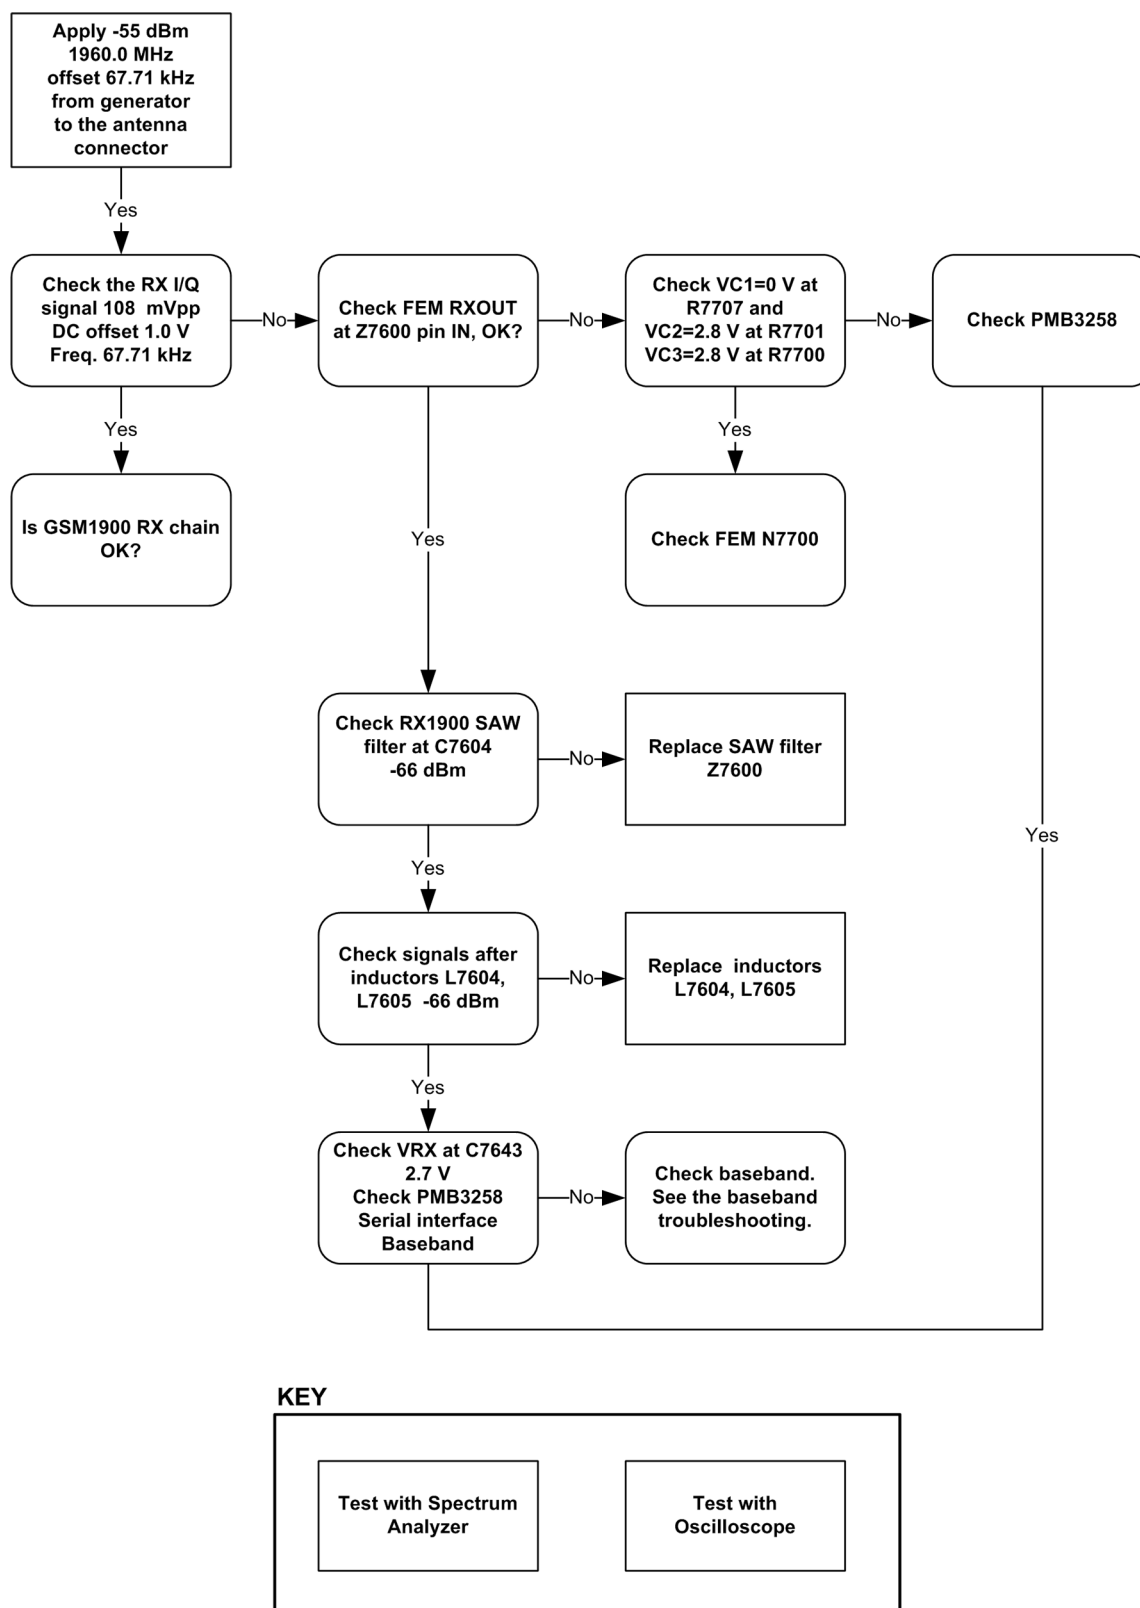 Apply -55 dBm
1960.0 MHz
offset 67.71 kHz
from generator
to the antenna
connector
Yes
Check the RX I/Q
signal 108 mVpp
DC offset 1.0 V
Freq. 67.71 kHz
No
Check FEM RXOUT
at Z7600 pin IN, OK?
No
Check VC1=0 V at
R7707 and
VC2=2.8 V at R7701
VC3=2.8 V at R7700
No
Check PMB3258
Yes
Yes
Is GSM1900 RX chain
OK?
Yes
Check FEM N7700
Check RX1900 SAW
filter at C7604
-66 dBm
No
Replace SAW filter
Z7600
Yes
Yes
Check signals after
inductors L7604,
L7605 -66 dBm
No
Replace inductors
L7604, L7605
Yes
Check VRX at C7643
2.7 V
Check PMB3258
Serial interface
Baseband
No
Check baseband.
See the baseband
troubleshooting.
KEY
Test with Spectrum
Analyzer
Test with
Oscilloscope